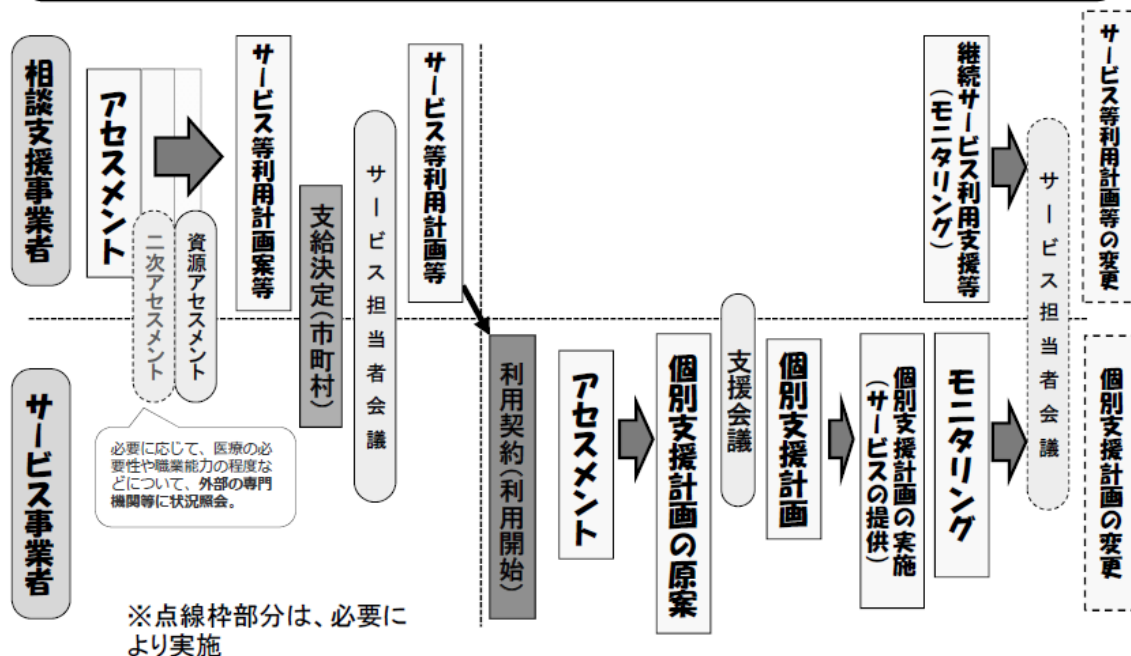 相談支援事業者
アセスメント
二次アセスメント
資源アセスメント
サービス等利用計画案等
支給決定(市町村)
サービス担当者会議
サービス等利用計画等
継続サービス利用支援等
(モニタリング)
サービス担当者会議
サービス等利用計画等の変更
サービス事業者
必要に応じて、医療の必
要性や職業能力の程度な
どについて、外部の専門
機関等に状況照会。
利用契約(利用開始)
アセスメント
個別支援計画の原案
支援会議
個別支援計画
個別支援計画の実施
(サービスの提供)
モニタリング
個別支援計画の変更
※点線枠部分は、必要に
より実施